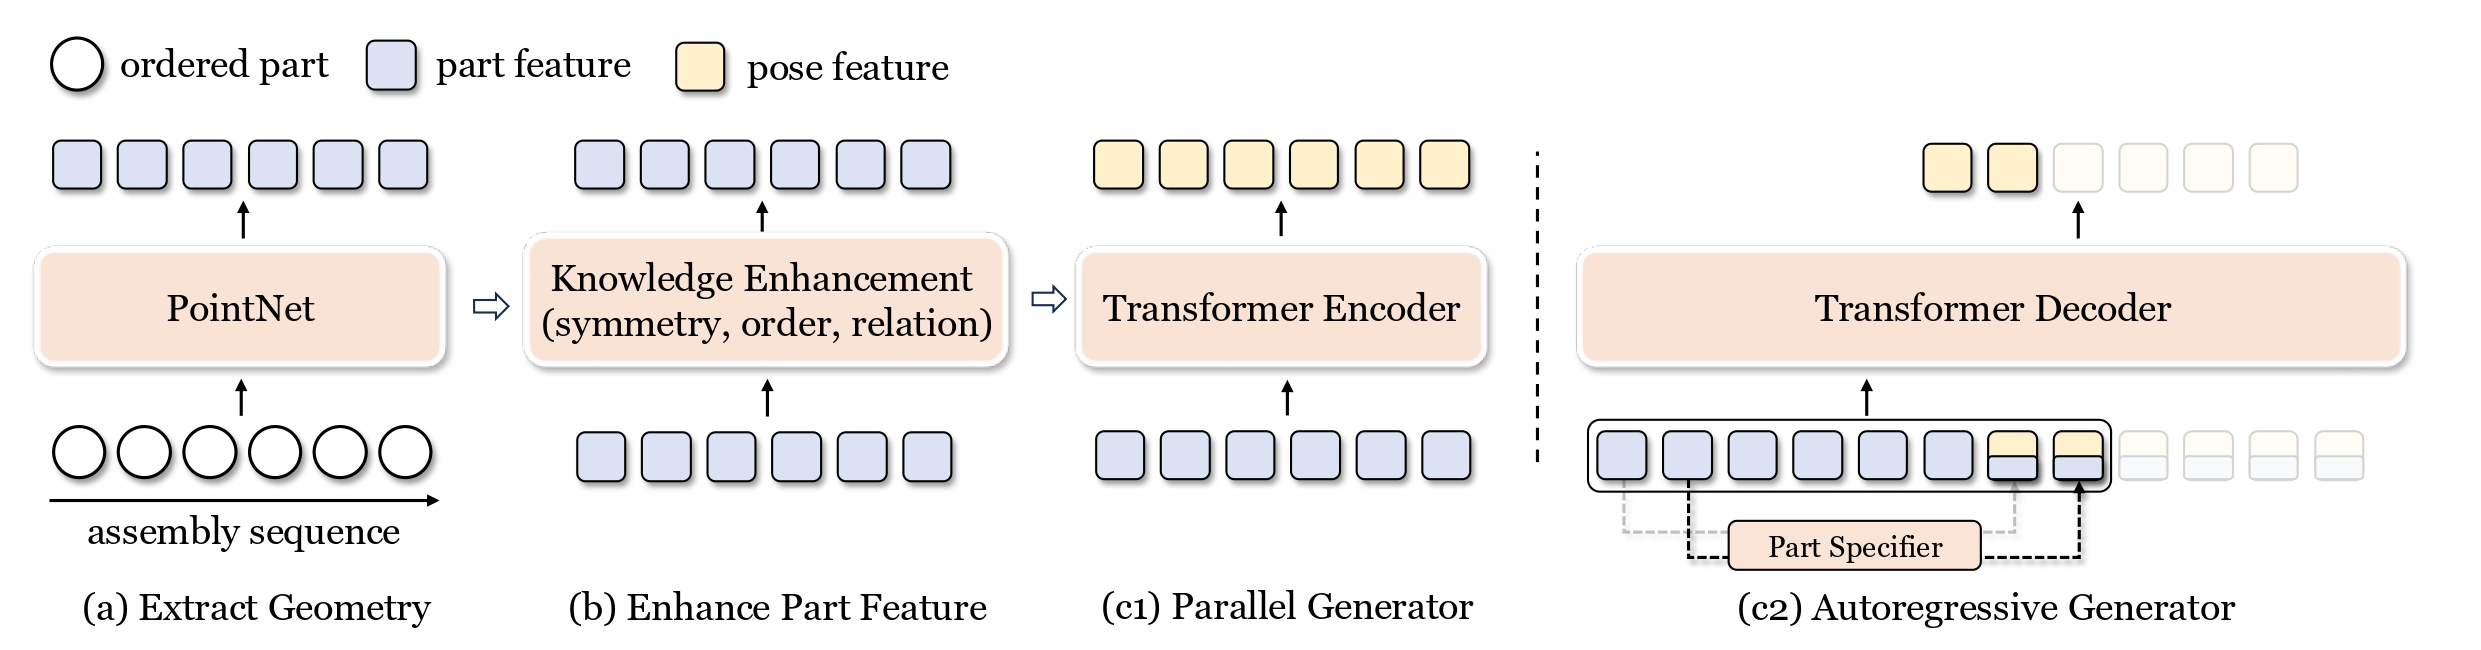 ordered part
part feature
pose feature
PointNet
assembly sequence
(a) Extract Geometry
Knowledge Enhancement
(symmetry, order, relation)
(b) Enhance Part Feature
Transformer Encoder
(c1) Parallel Generator
Transformer Decoder
Part Specifier
(c2) Autoregressive Generator